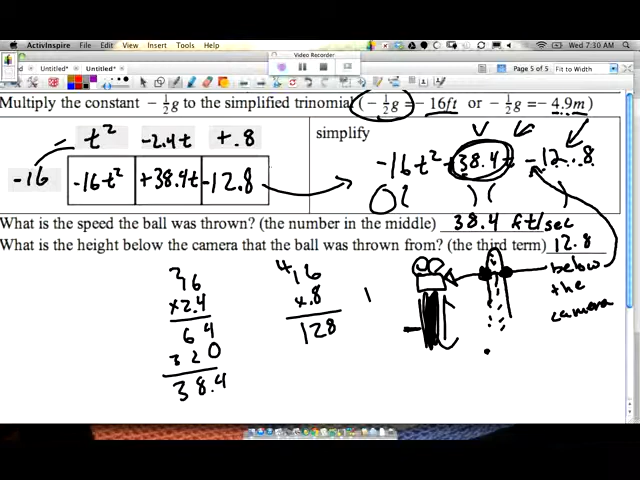 ActivInspire File Edit View Insert Tools Help Wed 7:30 AM
Video Recorder
Untitled* Untitled* Untitled* Page 5 of 5 Fit to Width
Multiply the constant −½g to the simplified trinomial (−½g = −16ft or −½g = −4.9m)
= t² -2.4t +.8
simplify
-16
-16t² +38.4t -12.8
-16t² +38.4t -12.8
What is the speed the ball was thrown? (the number in the middle) 38.4 ft/sec
What is the height below the camera that the ball was thrown from? (the third term) 12.8
below
the
camera
16
×2.4
64
320
38.4
4
16
×.8
128